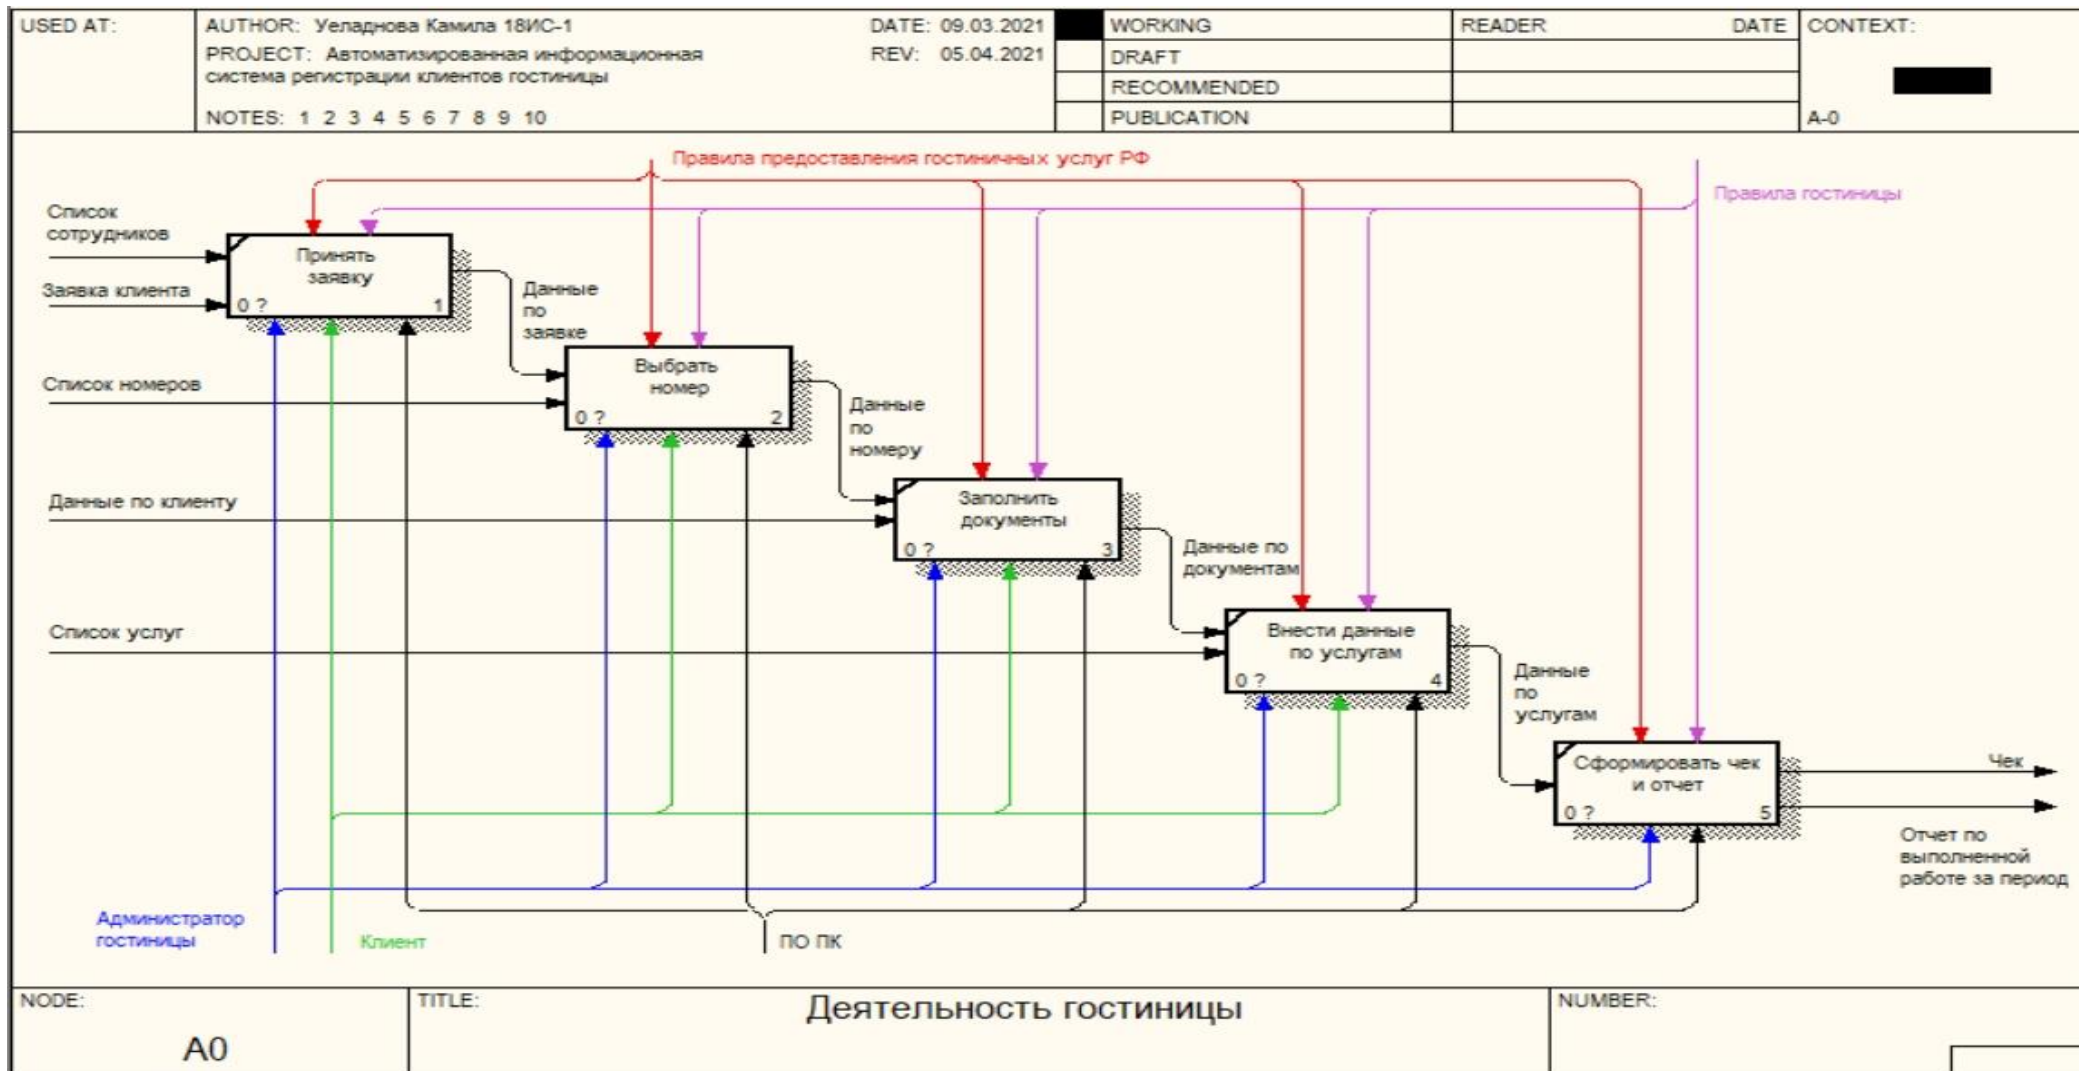 USED AT:
AUTHOR: Уеладнова Камила 18ИС-1
DATE: 09.03.2021
PROJECT: Автоматизированная информационная
система регистрации клиентов гостиницы
REV: 05.04.2021
NOTES: 1 2 3 4 5 6 7 8 9 10
WORKING
DRAFT
RECOMMENDED
PUBLICATION
READER
DATE
CONTEXT:
A-0
Правила предоставления гостиничных услуг РФ
Правила гостиницы
Список
сотрудников
Заявка клиента
Принять
заявку
0 ?
1
Данные
по
заявке
Список номеров
Выбрать
номер
0 ?
2
Данные
по
номеру
Данные по клиенту
Заполнить
документы
0 ?
3
Данные по
документам
Список услуг
Внести данные
по услугам
0 ?
4
Данные
по
услугам
Сформировать чек
и отчет
0 ?
5
Чек
Отчет по
выполненной
работе за период
Администратор
гостиницы
Клиент
ПО ПК
NODE:
A0
TITLE:
Деятельность гостиницы
NUMBER: